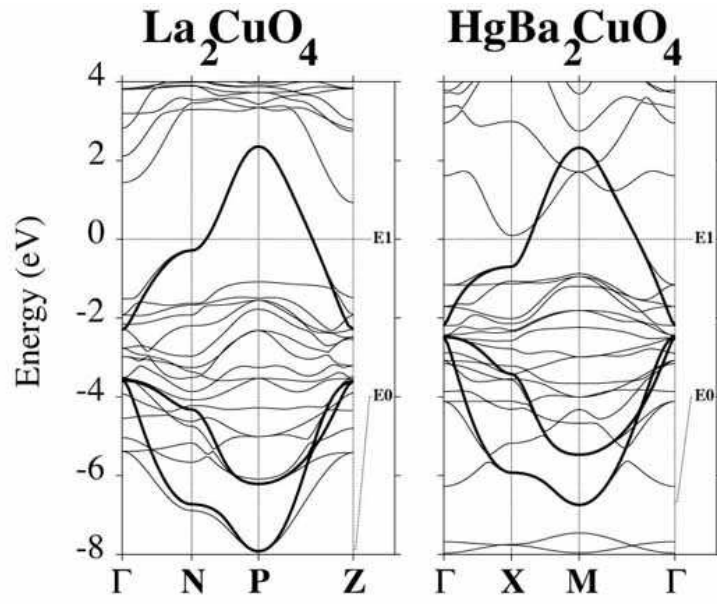 La2CuO4 HgBa2CuO4
4
2
0
-2
-4
-6
-8
Energy (eV)
E1
E0
E1
E0
Γ N P Z
Γ X M Γ